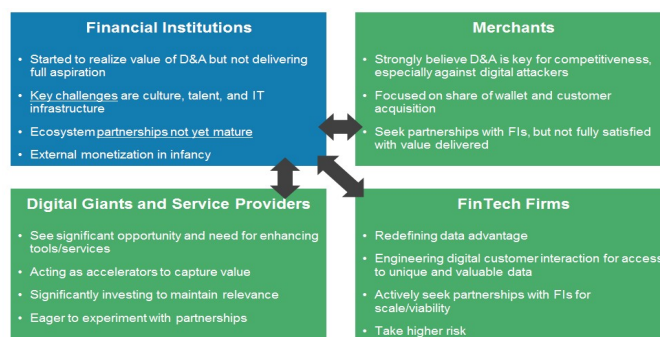 Financial Institutions
• Started to realize value of D&A but not delivering
full aspiration
• Key challenges are culture, talent, and IT
infrastructure
• Ecosystem partnerships not yet mature
• External monetization in infancy
Merchants
• Strongly believe D&A is key for competitiveness,
especially against digital attackers
• Focused on share of wallet and customer
acquisition
• Seek partnerships with FIs, but not fully satisfied
with value delivered
Digital Giants and Service Providers
• See significant opportunity and need for enhancing
tools/services
• Acting as accelerators to capture value
• Significantly investing to maintain relevance
• Eager to experiment with partnerships
FinTech Firms
• Redefining data advantage
• Engineering digital customer interaction for access
to unique and valuable data
• Actively seek partnerships with FIs for
scale/viability
• Take higher risk